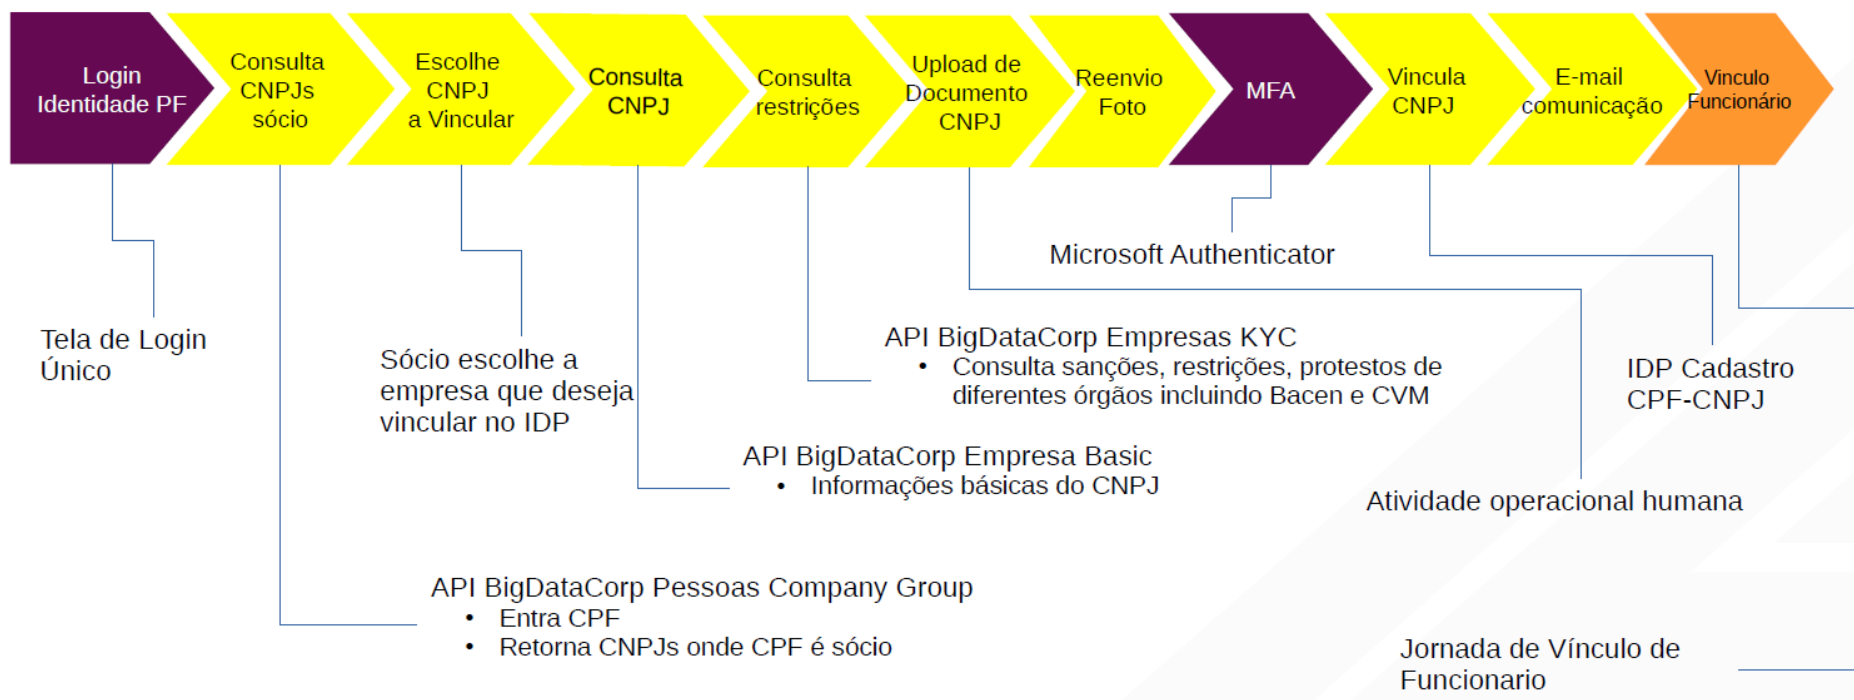 Login
Identidade PF
Consulta
CNPJs
sócio
Escolhe
CNPJ
a Vincular
Consulta
CNPJ
Consulta
restrições
Upload de
Documento
CNPJ
Reenvio
Foto
MFA
Vincula
CNPJ
E-mail
comunicação
Vinculo
Funcionário
Tela de Login
Único
Sócio escolhe a
empresa que deseja
vincular no IDP
Microsoft Authenticator
API BigDataCorp Empresas KYC
• Consulta sanções, restrições, protestos de
diferentes órgãos incluindo Bacen e CVM
IDP Cadastro
CPF-CNPJ
API BigDataCorp Empresa Basic
• Informações básicas do CNPJ
Atividade operacional humana
API BigDataCorp Pessoas Company Group
• Entra CPF
• Retorna CNPJs onde CPF é sócio
Jornada de Vínculo de
Funcionario